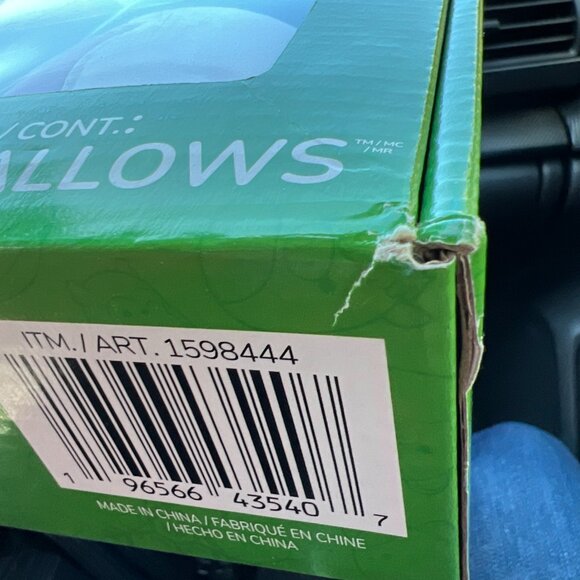 / CONT.:
ALLOWS ™/MC
/MR
ITM./ ART. 1598444
1 96566 43540 7
MADE IN CHINA / FABRIQUÉ EN CHINE
/ HECHO EN CHINA